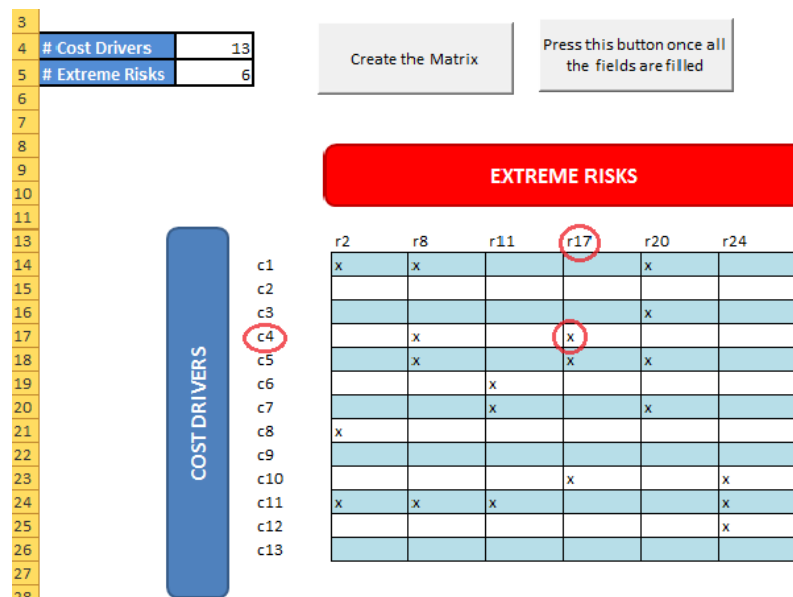 3
4 # Cost Drivers 13
5 # Extreme Risks 6
Create the Matrix
Press this button once all
the fields are filled
6
7
8
9 EXTREME RISKS
10
11
13 r2 r8 r11 r17 r20 r24
14 c1 x x x
15 c2
16 c3 x
17 c4 x x
18 c5 x x x
19 c6 x
20 c7 x x
21 c8 x
22 c9
23 c10 x x
24 c11 x x x x
25 c12 x
26 c13
27
28
COST DRIVERS